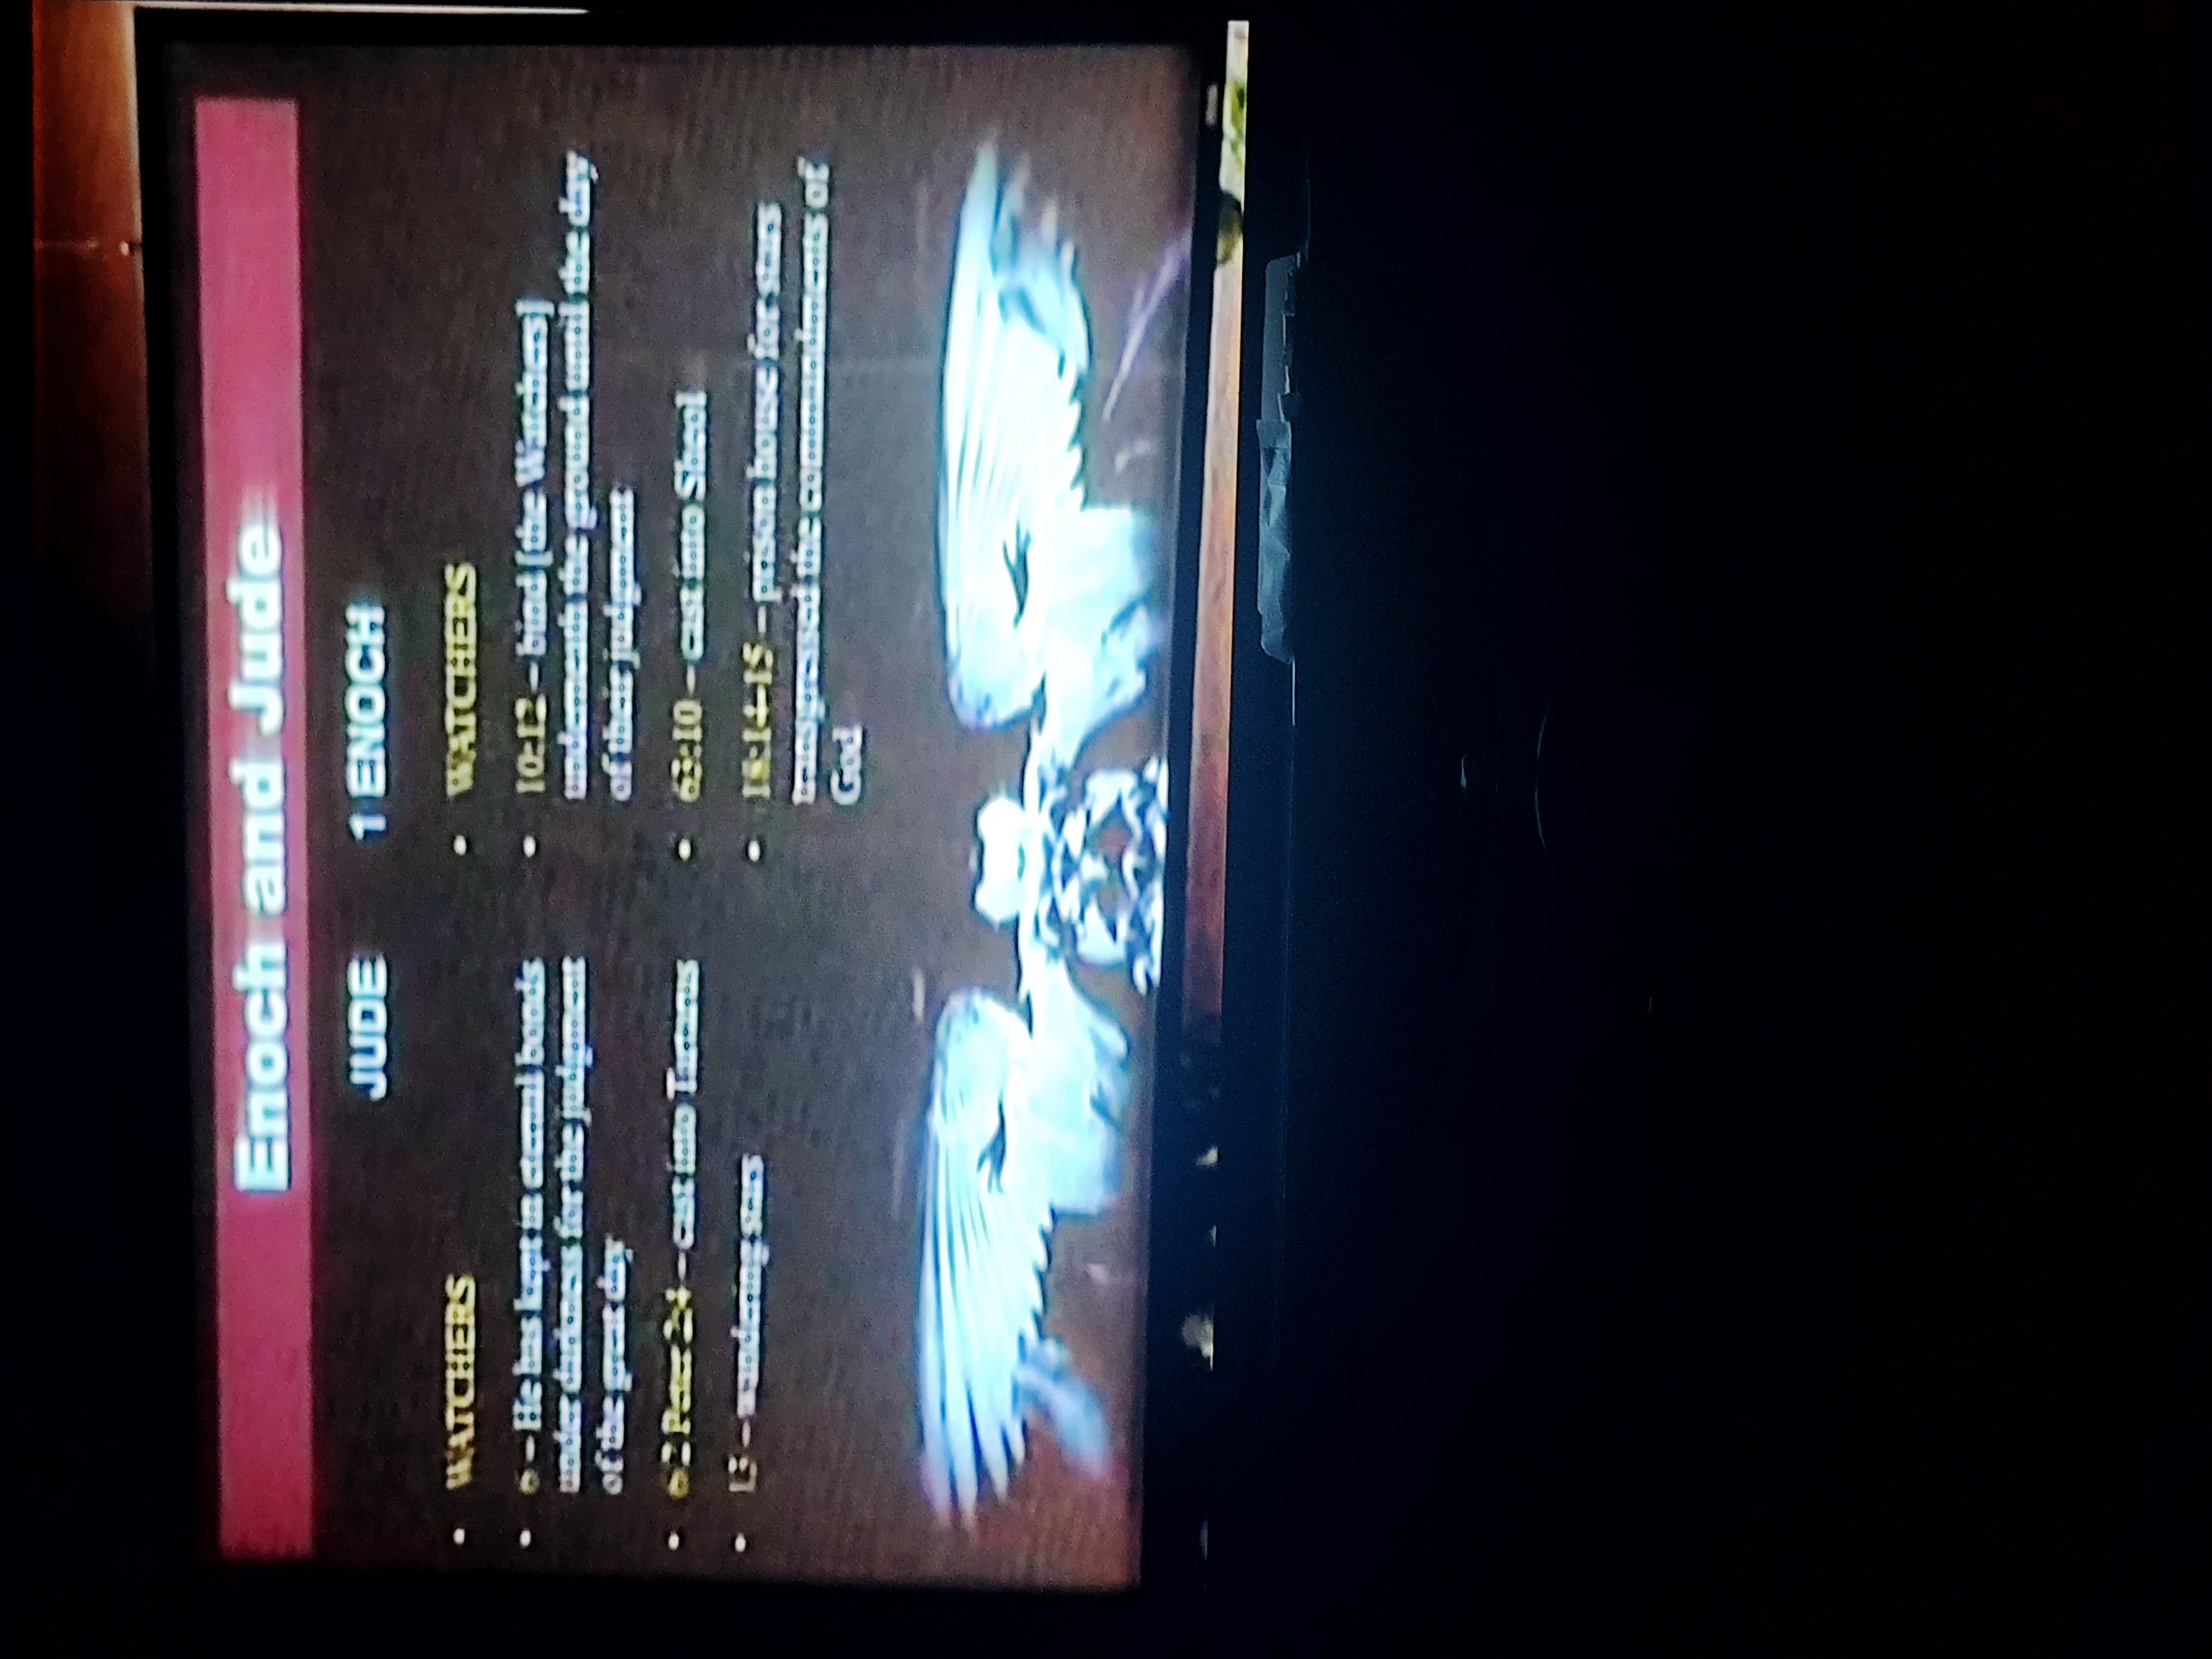 Enoch and Jude
JUDE
1 ENOCH
• WATCHERS
• 6 – He has kept in eternal bonds
under darkness for the judgment
of the great day
• 6 2 Peter 2:4 – cast into Tartarus
• 13 – wandering stars
• WATCHERS
• 10:12 – bind [the Watchers]
underneath the ground until the day
of their judgment
• 63:10 – cast into Sheol
• 18:14-15 – prison house for stars
transgressed the commandments of
God